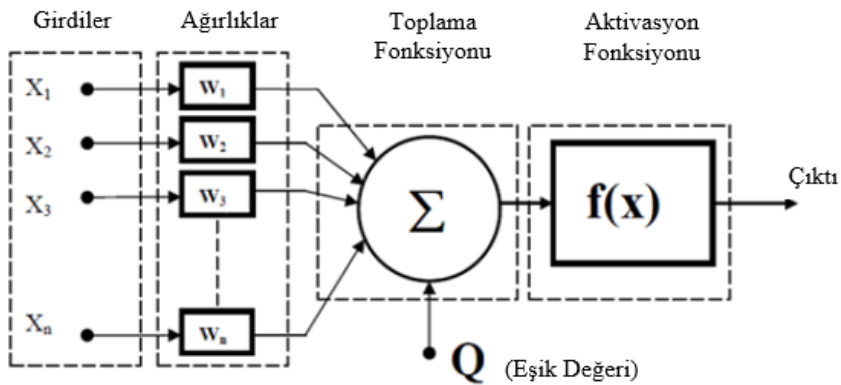 Girdiler
Ağırlıklar
Toplama
Fonksiyonu
Aktivasyon
Fonksiyonu
X1
W1
X2
W2
X3
W3
Σ
f(x)
Çıktı
Xn
Wn
Q (Eşik Değeri)